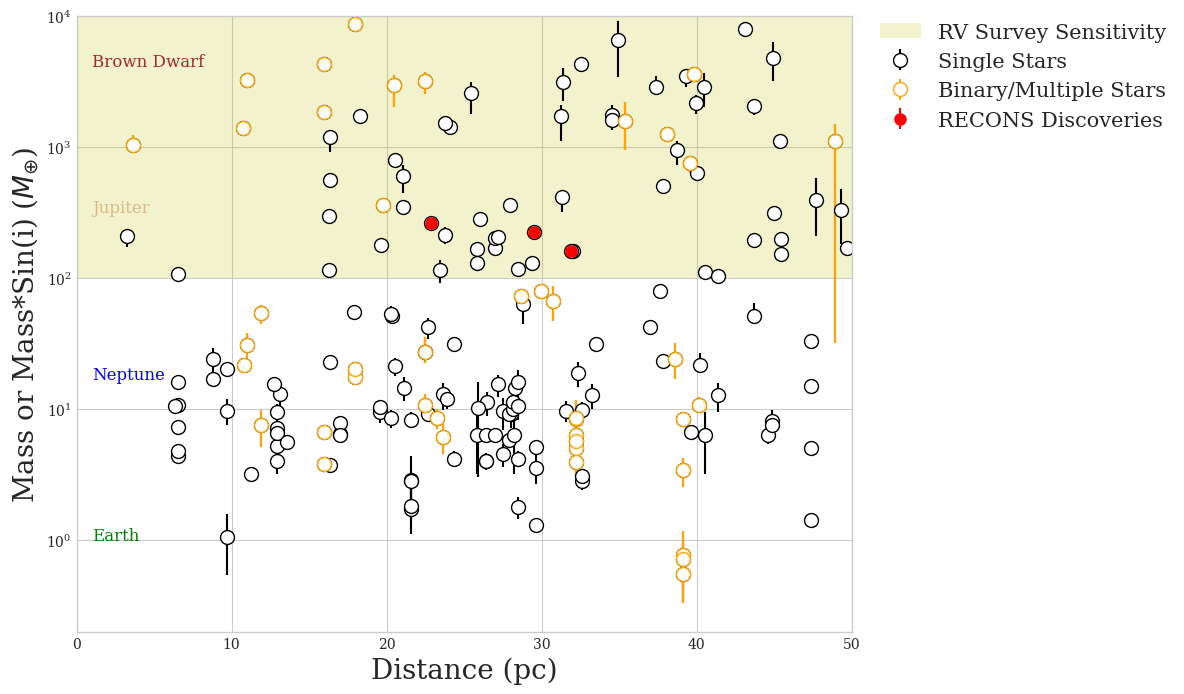 10⁴
10³
10²
10¹
10⁰
Mass or Mass*Sin(i) (M⊕)
Brown Dwarf
Jupiter
Neptune
Earth
0 10 20 30 40 50
Distance (pc)
RV Survey Sensitivity
Single Stars
Binary/Multiple Stars
RECONS Discoveries